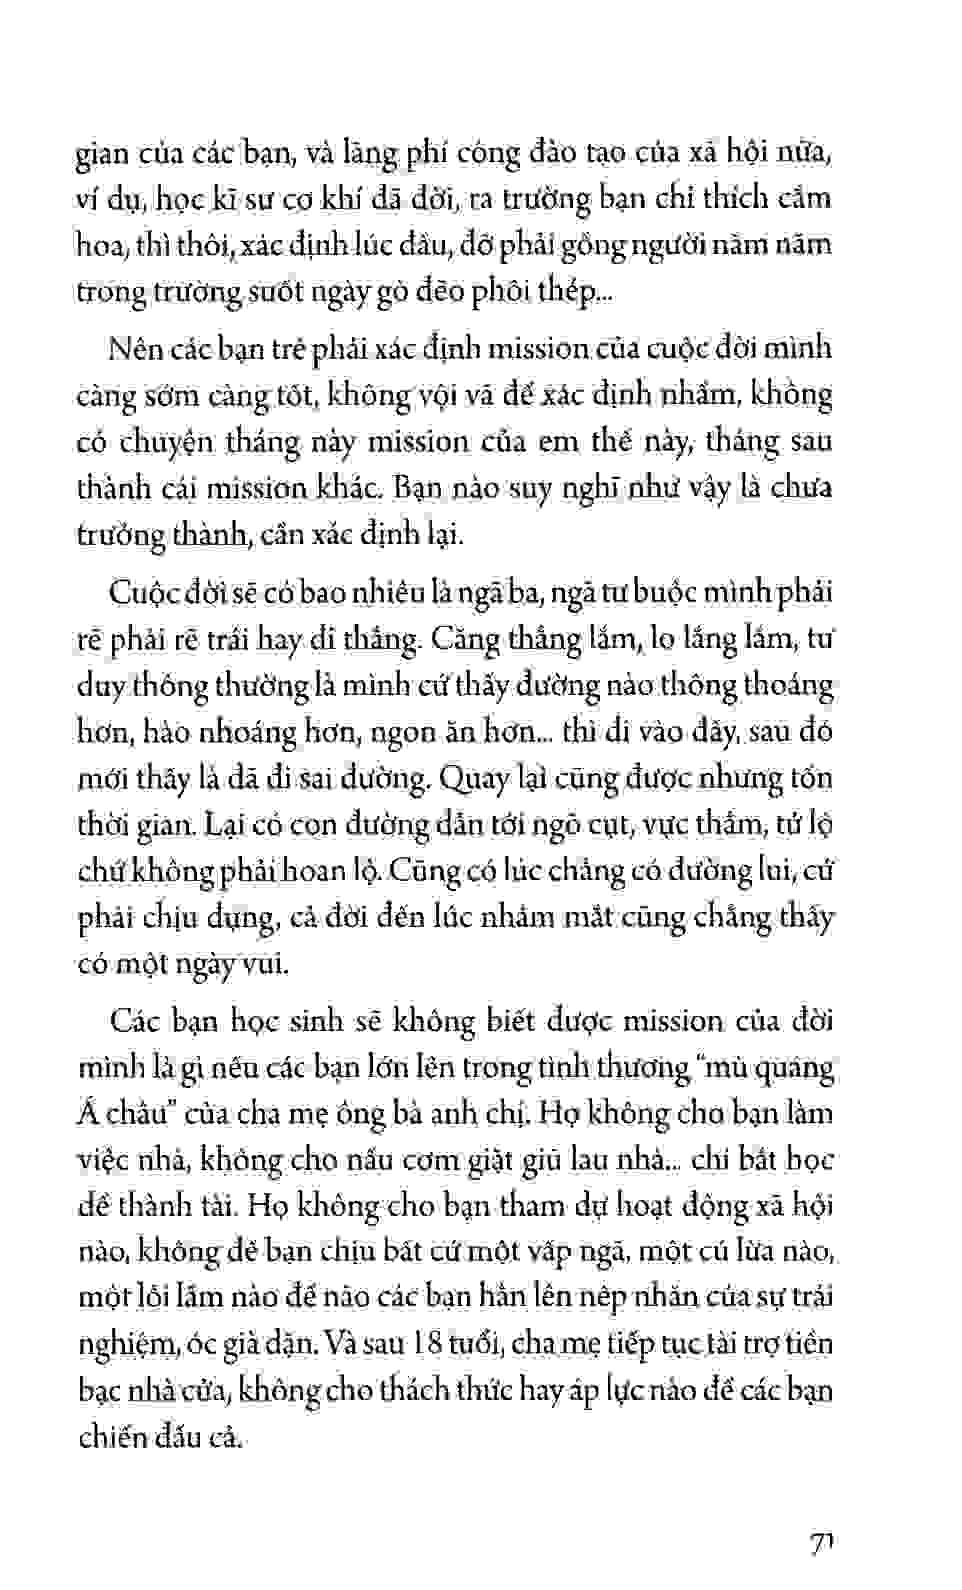 gian của các bạn, và lãng phí công đào tạo của xã hội nữa,
ví dụ, học kĩ sư cơ khí đã đời, ra trường bạn chỉ thích cắm
hoa, thì thôi, xác định lúc đầu, đỡ phải gồng người năm năm
trong trường suốt ngày gò đẽo phôi thép...
Nên các bạn trẻ phải xác định mission của cuộc đời mình
càng sớm càng tốt, không vội vã để xác định nhầm, không
có chuyện tháng này mission của em thế này, tháng sau
thành cái mission khác. Bạn nào suy nghĩ như vậy là chưa
trưởng thành, cần xác định lại.
Cuộc đời sẽ có bao nhiêu là ngã ba, ngã tư buộc mình phải
rẽ phải rẽ trái hay đi thẳng. Căng thẳng lắm, lo lắng lắm, tư
duy thông thường là mình cứ thấy đường nào thông thoáng
hơn, hào nhoáng hơn, ngon ăn hơn... thì đi vào đấy, sau đó
mới thấy là đã đi sai đường. Quay lại cũng được nhưng tốn
thời gian. Lại có con đường dẫn tới ngõ cụt, vực thẳm, tử lộ
chứ không phải hoan lộ. Cũng có lúc chẳng có đường lui, cứ
phải chịu đựng, cả đời đến lúc nhắm mắt cũng chẳng thấy
có một ngày vui.
Các bạn học sinh sẽ không biết được mission của đời
mình là gì nếu các bạn lớn lên trong tình thương “mù quáng
Á châu” của cha mẹ ông bà anh chị. Họ không cho bạn làm
việc nhà, không cho nấu cơm giặt giũ lau nhà... chỉ bắt học
để thành tài. Họ không cho bạn tham dự hoạt động xã hội
nào, không để bạn chịu bất cứ một vấp ngã, một cú lừa nào,
một lỗi lầm nào để não các bạn hằn lên nếp nhăn của sự trải
nghiệm, óc già dặn. Và sau 18 tuổi, cha mẹ tiếp tục tài trợ tiền
bạc nhà cửa, không cho thách thức hay áp lực nào để các bạn
chiến đấu cả.
71